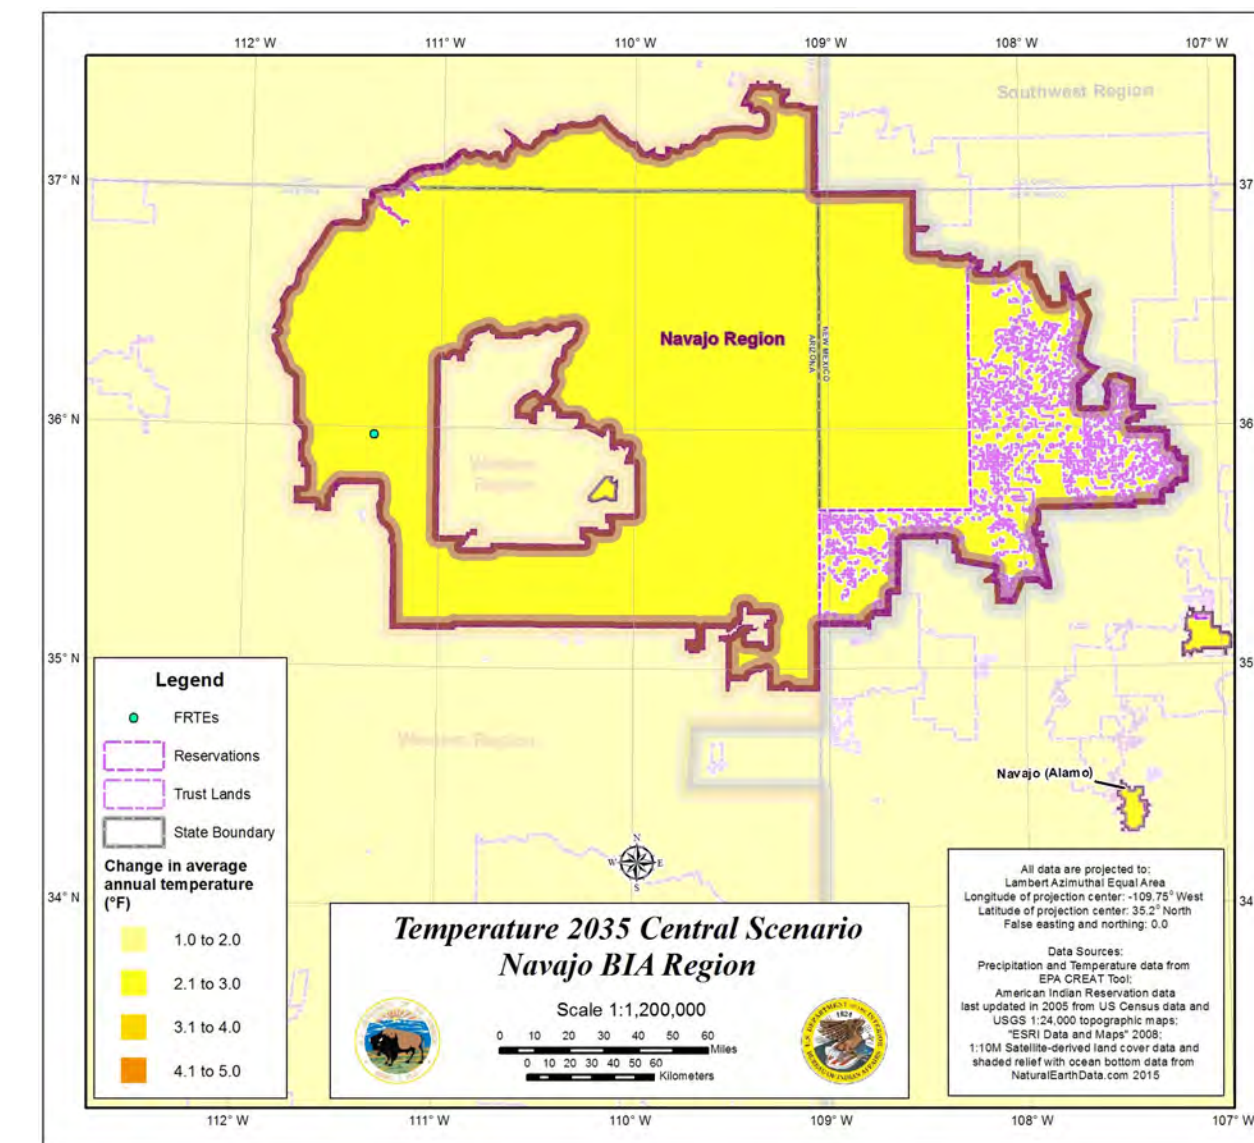 112° W 111° W 110° W 109° W 108° W 107° W
Southwest Region
37° N
37
Navajo Region
NEW MEXICO
ARIZONA
36° N
36
Western
Region
35° N
35
Western Region
Navajo (Alamo)
34° N
34
N
W E
S
Legend
FRTEs
Reservations
Trust Lands
State Boundary
Change in average
annual temperature
(°F)
1.0 to 2.0
2.1 to 3.0
3.1 to 4.0
4.1 to 5.0
Temperature 2035 Central Scenario
Navajo BIA Region
Scale 1:1,200,000
0 10 20 30 40 50 60
Miles
0 10 20 30 40 50 60
Kilometers
All data are projected to:
Lambert Azimuthal Equal Area
Longitude of projection center: -109.75° West
Latitude of projection center: 35.2° North
False easting and northing: 0.0
Data Sources:
Precipitation and Temperature data from
EPA CREAT Tool;
American Indian Reservation data
last updated in 2005 from US Census data and
USGS 1:24,000 topographic maps;
"ESRI Data and Maps" 2008;
1:10M Satellite-derived land cover data and
shaded relief with ocean bottom data from
NaturalEarthData.com 2015
112° W 111° W 110° W 109° W 108° W 107° W